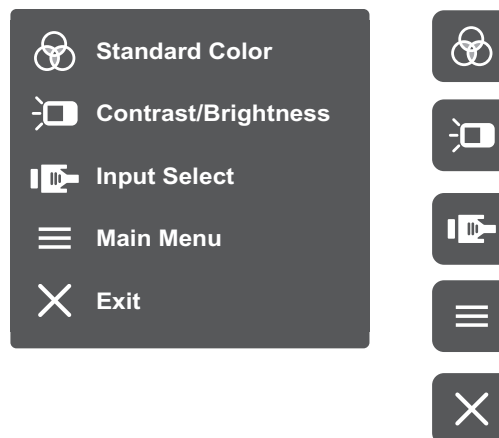 Standard Color
Contrast/Brightness
Input Select
Main Menu
Exit